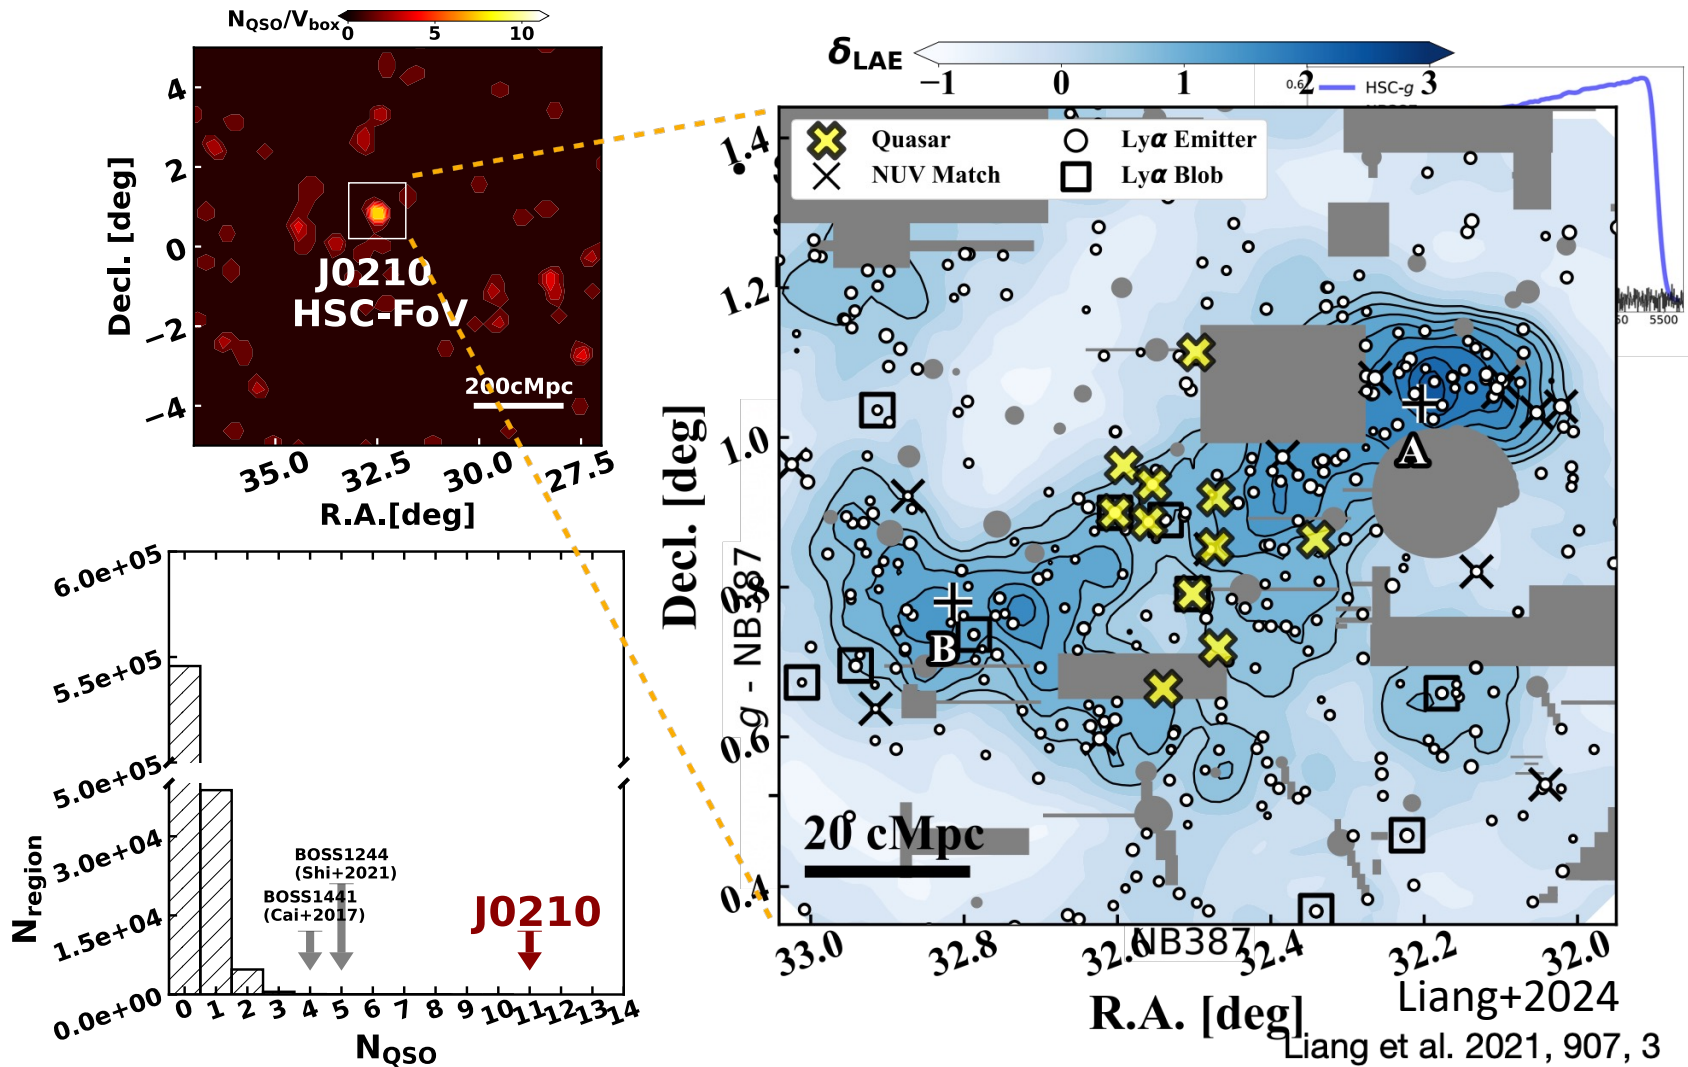 N_QSO/V_box 0 5 10
4
2
0
−2
−4
Decl. [deg]
J0210
HSC-FoV
200cMpc
35.0 32.5 30.0 27.5
R.A.[deg]
6.0e+05
5.5e+05
5.0e+05
3.0e+04
1.5e+04
0.0e+00
N_region
BOSS1244
(Shi+2021)
BOSS1441
(Cai+2017)
J0210
0 1 2 3 4 5 6 7 8 9 10 11 12 13 14
N_QSO
δ_LAE
−1 0 1 2 3
0.6
HSC-g
Quasar
Lyα Emitter
NUV Match
Lyα Blob
1.4
1.2
1.0
0.8
0.6
0.4
Decl. [deg]
g - NB387
A
B
20 cMpc
5500
33.0 32.8 32.6 32.4 32.2 32.0
NB387
R.A. [deg]
Liang+2024
Liang et al. 2021, 907, 3